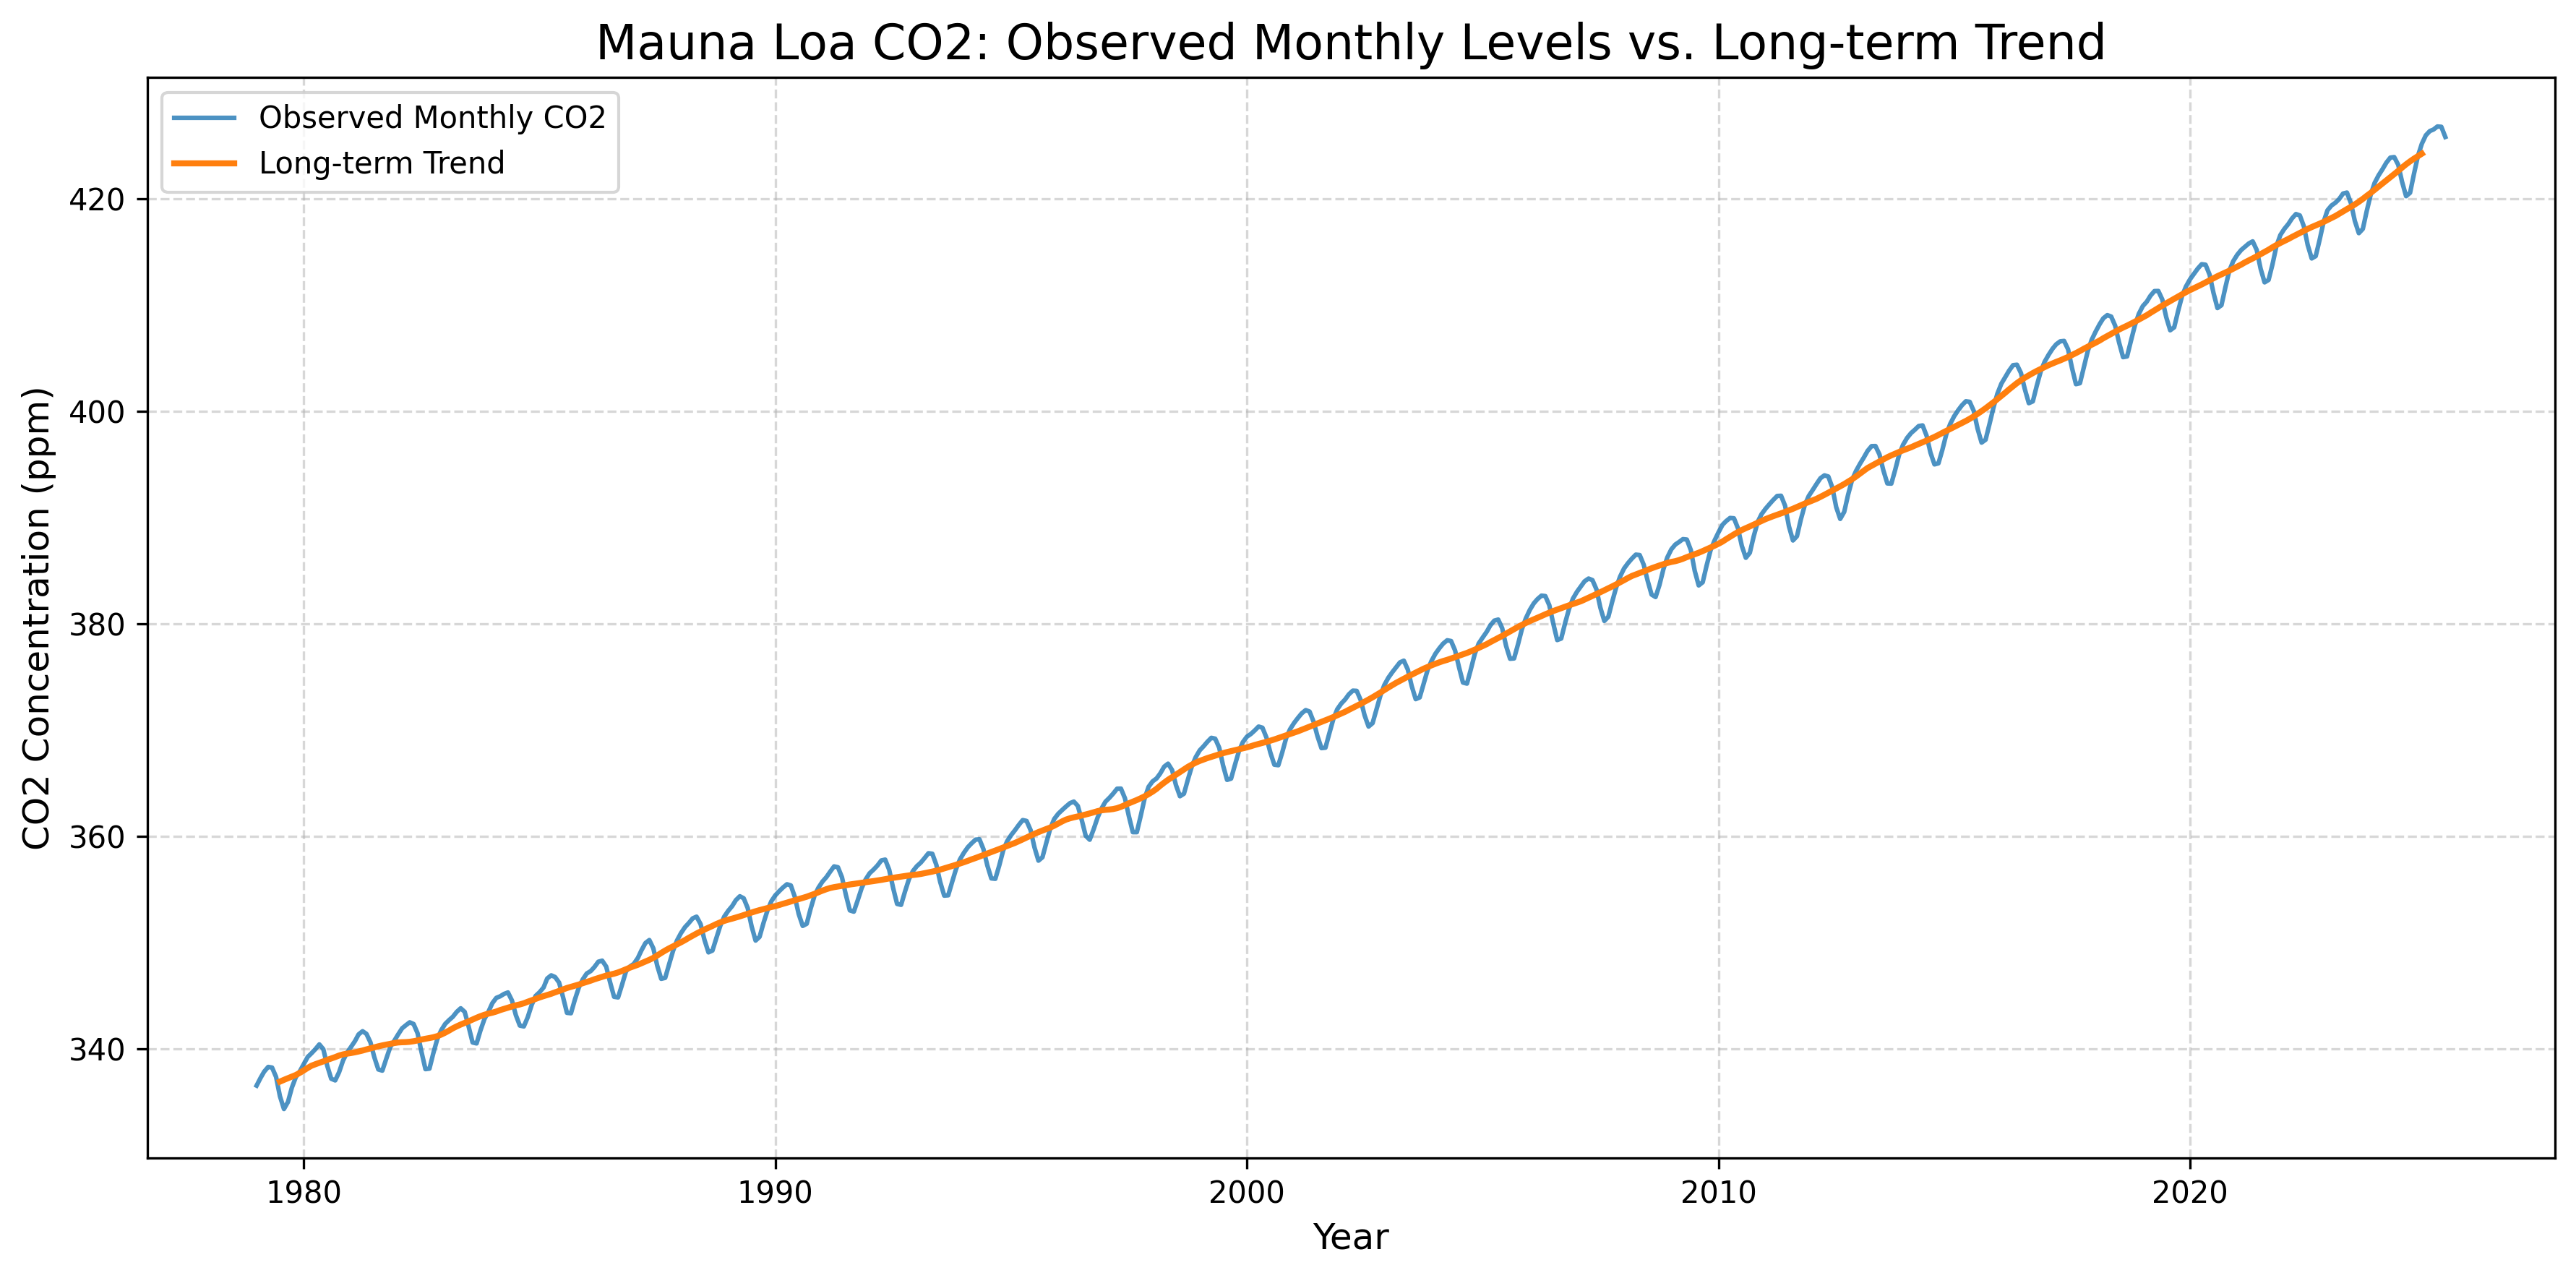 Mauna Loa CO2: Observed Monthly Levels vs. Long-term Trend
Observed Monthly CO2
Long-term Trend
CO2 Concentration (ppm)
420
400
380
360
340
1980
1990
2000
2010
2020
Year